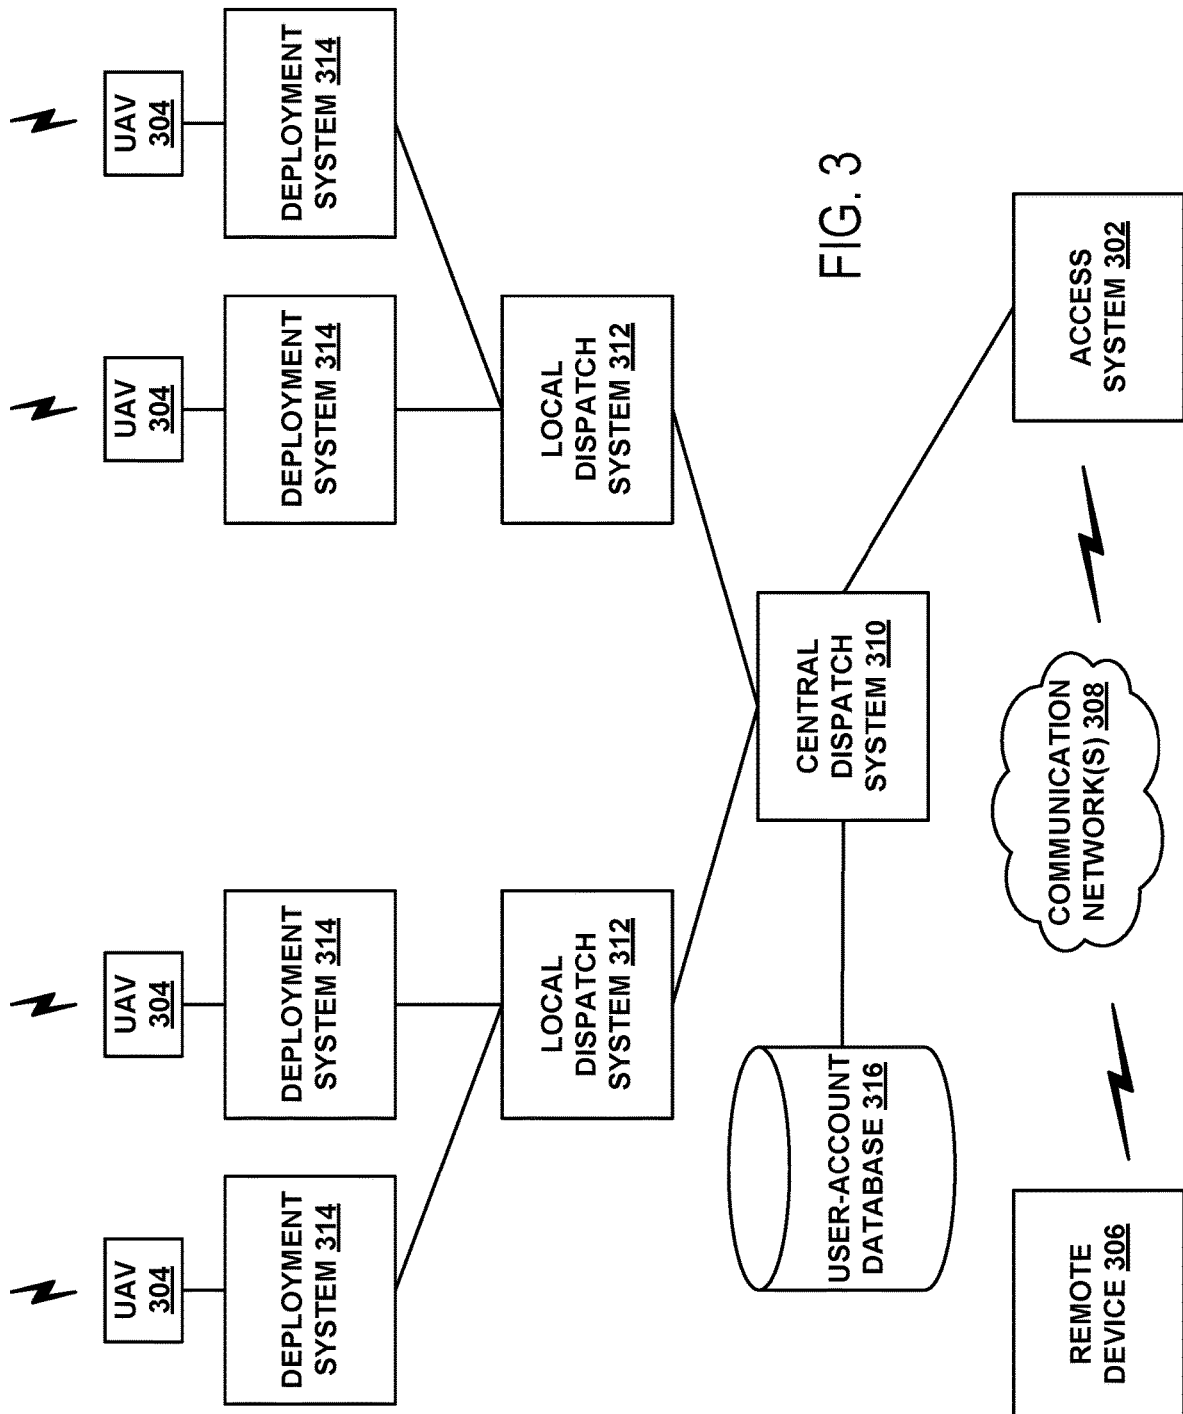 UAV
304
UAV
304
UAV
304
UAV
304
DEPLOYMENT
SYSTEM 314
DEPLOYMENT
SYSTEM 314
DEPLOYMENT
SYSTEM 314
DEPLOYMENT
SYSTEM 314
LOCAL
DISPATCH
SYSTEM 312
LOCAL
DISPATCH
SYSTEM 312
USER-ACCOUNT
DATABASE 316
CENTRAL
DISPATCH
SYSTEM 310
FIG. 3
REMOTE
DEVICE 306
COMMUNICATION
NETWORK(S) 308
ACCESS
SYSTEM 302